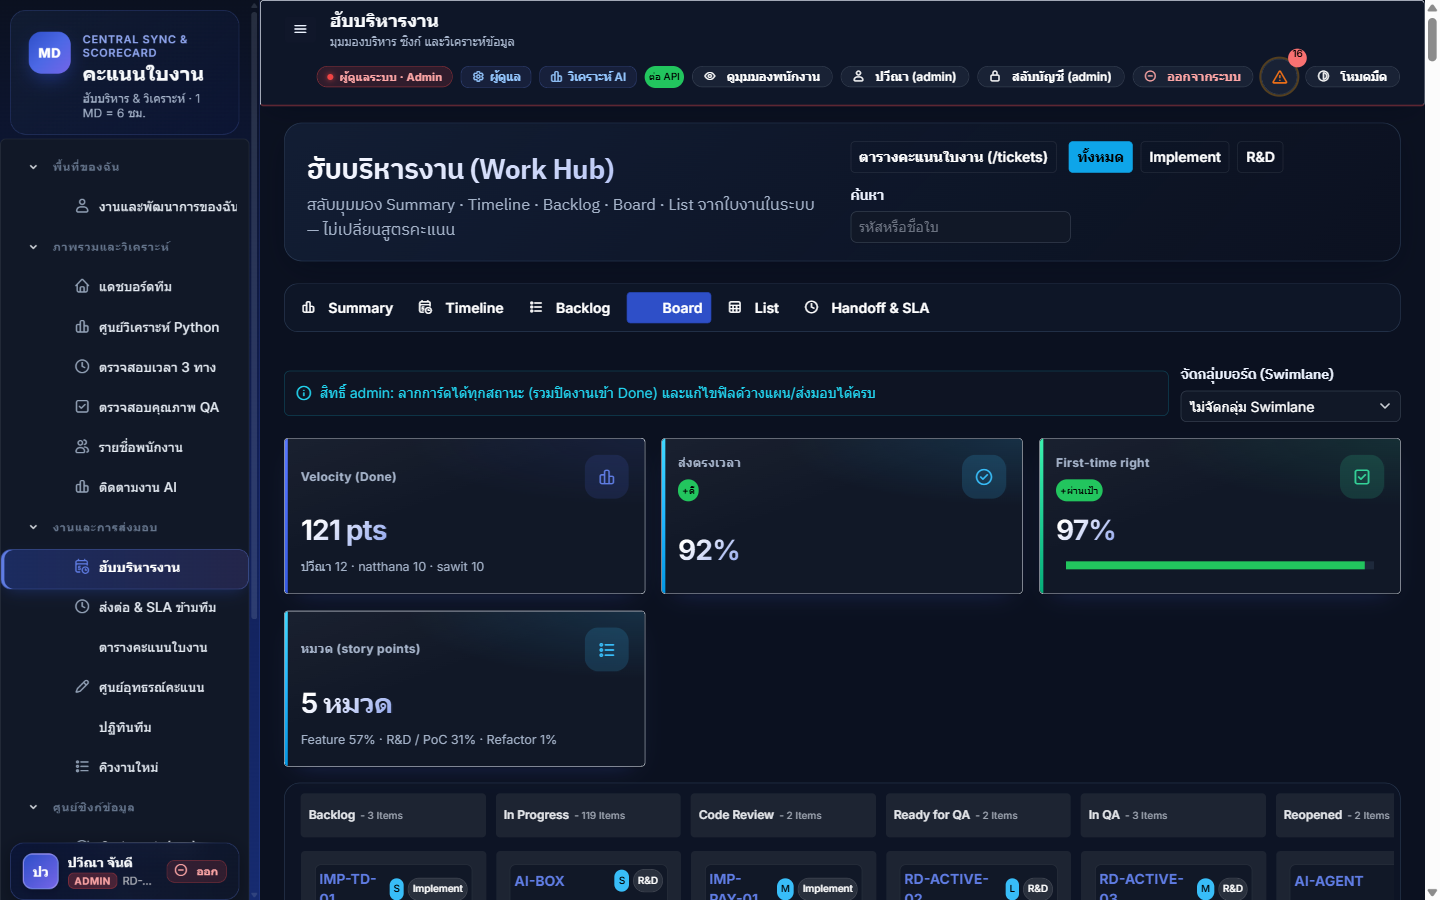 MD
CENTRAL SYNC &
SCORECARD
คะแนนใบงาน
ฮับบริหาร & วิเคราะห์ · 1
MD = 6 ชม.
พื้นที่ของฉัน
งานและพัฒนาการของฉัน
ภาพรวมและวิเคราะห์
แดชบอร์ดทีม
ศูนย์วิเคราะห์ Python
ตรวจสอบเวลา 3 ทาง
ตรวจสอบคุณภาพ QA
รายชื่อพนักงาน
ติดตามงาน AI
งานและการส่งมอบ
ฮับบริหารงาน
ส่งต่อ & SLA ข้ามทีม
ตารางคะแนนใบงาน
ศูนย์อุทธรณ์คะแนน
ปฏิทินทีม
คิวงานใหม่
ศูนย์ซิงก์ข้อมูล
ปว
ปวีณา จันดี
ADMIN RD-...
ออก
ฮับบริหารงาน
มุมมองบริหาร ซิงก์ และวิเคราะห์ข้อมูล
ผู้ดูแลระบบ · Admin
ผู้ดูแล
วิเคราะห์ AI
ต่อ API
ดูมุมมองพนักงาน
ปวีณา (admin)
สลับบัญชี (admin)
ออกจากระบบ
16
โหมดมืด
ฮับบริหารงาน (Work Hub)
สลับมุมมอง Summary · Timeline · Backlog · Board · List จากใบงานในระบบ
— ไม่เปลี่ยนสูตรคะแนน
ตารางคะแนนใบงาน (/tickets)
ทั้งหมด
Implement
R&D
ค้นหา
รหัสหรือชื่อใบ
Summary
Timeline
Backlog
Board
List
Handoff & SLA
สิทธิ์ admin: ลากการ์ดได้ทุกสถานะ (รวมปิดงานเข้า Done) และแก้ไขฟิลด์วางแผน/ส่งมอบได้ครบ
จัดกลุ่มบอร์ด (Swimlane)
ไม่จัดกลุ่ม Swimlane
Velocity (Done)
121 pts
ปวีณา 12 · natthana 10 · sawit 10
ส่งตรงเวลา
+ดี
92%
First-time right
+ผ่านเป้า
97%
หมวด (story points)
5 หมวด
Feature 57% · R&D / PoC 31% · Refactor 1%
Backlog - 3 Items
In Progress - 119 Items
Code Review - 2 Items
Ready for QA - 2 Items
In QA - 3 Items
Reopened - 2 Items
IMP-TD-
01
S
Implement
AI-BOX
S
R&D
IMP-
PAY-01
M
Implement
RD-ACTIVE-
02
L
R&D
RD-ACTIVE-
03
M
R&D
AI-AGENT